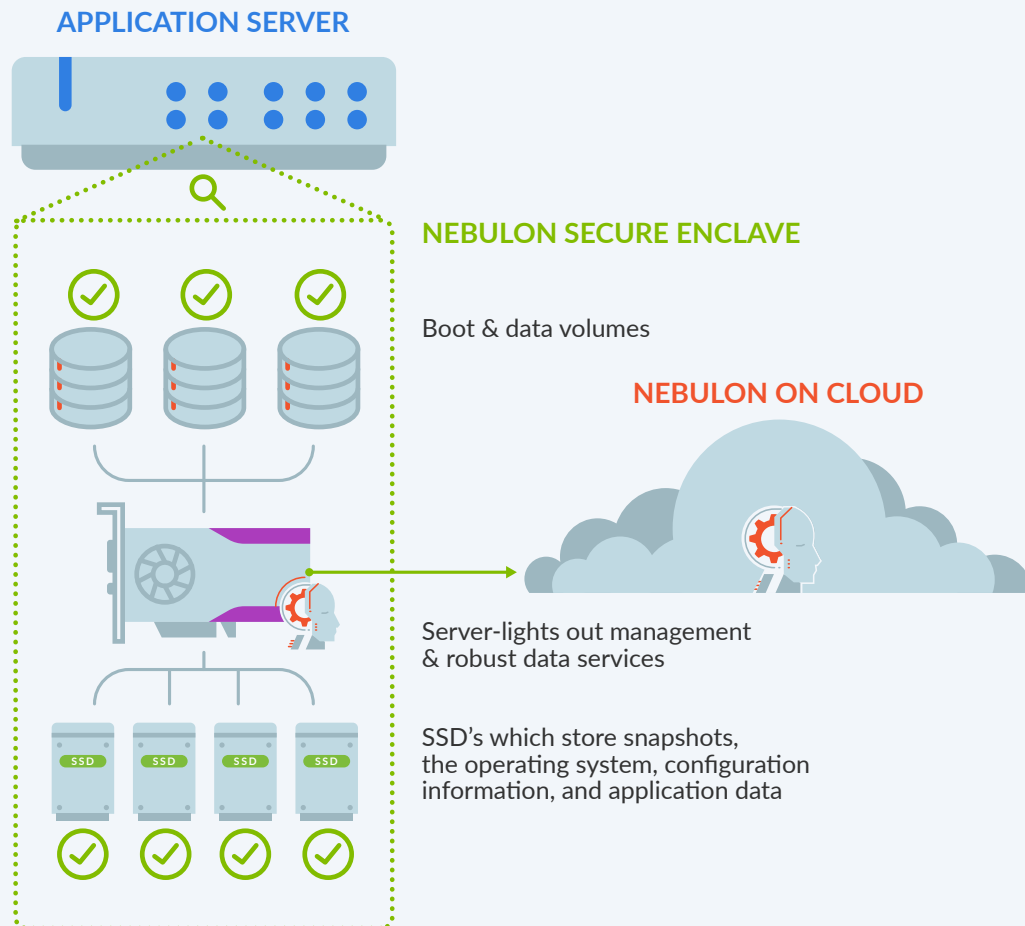 APPLICATION SERVER
NEBULON SECURE ENCLAVE
Boot & data volumes
NEBULON ON CLOUD
Server-lights out management
& robust data services
SSD’s which store snapshots,
the operating system, configuration
information, and application data
SSD
SSD
SSD
SSD